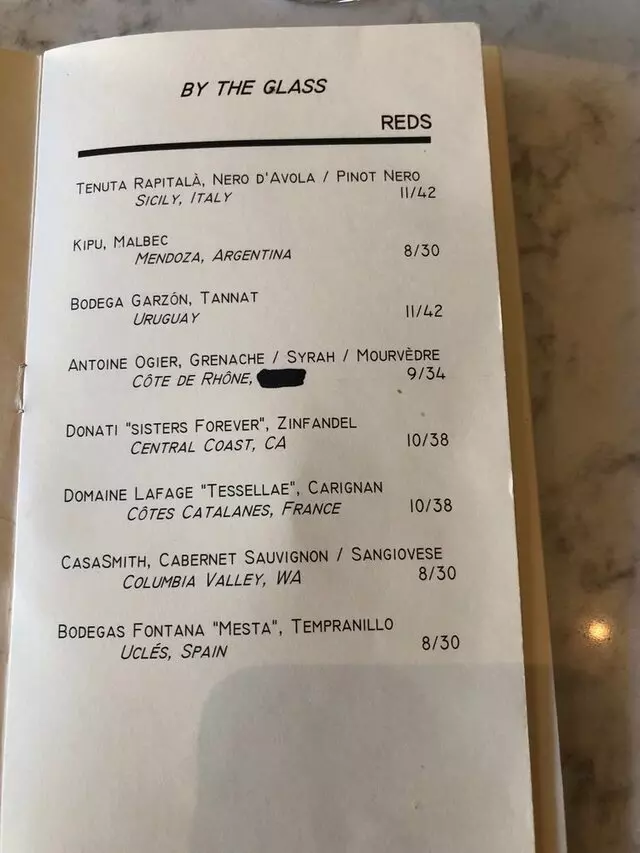 BY THE GLASS
REDS
TENUTA RAPITALÀ, NERO D'AVOLA / PINOT NERO
SICILY, ITALY 11/42
KIPU, MALBEC
MENDOZA, ARGENTINA 8/30
BODEGA GARZÓN, TANNAT
URUGUAY 11/42
ANTOINE OGIER, GRENACHE / SYRAH / MOURVÈDRE
CÔTE DE RHÔNE, 9/34
DONATI "SISTERS FOREVER", ZINFANDEL
CENTRAL COAST, CA 10/38
DOMAINE LAFAGE "TESSELLAE", CARIGNAN
CÔTES CATALANES, FRANCE 10/38
CASASMITH, CABERNET SAUVIGNON / SANGIOVESE
COLUMBIA VALLEY, WA 8/30
BODEGAS FONTANA "MESTA", TEMPRANILLO
UCLÉS, SPAIN 8/30